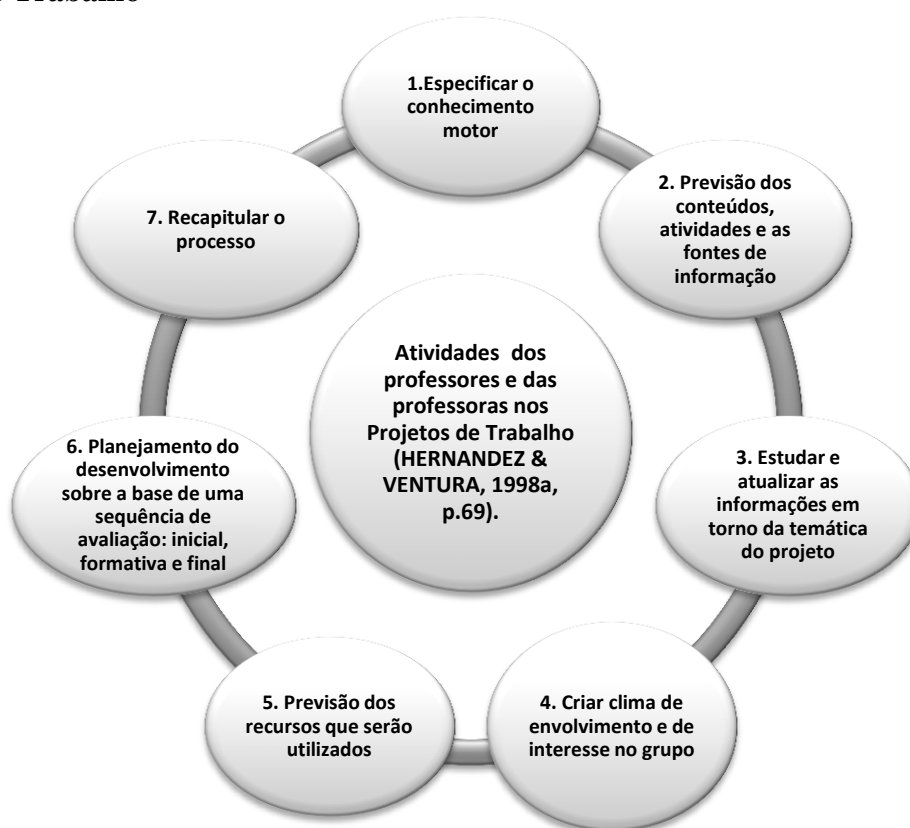 1.Especificar o
conhecimento
motor
2. Previsão dos
conteúdos,
atividades e as
fontes de
informação
7. Recapitular o
processo
Atividades dos
professores e das
professoras nos
Projetos de Trabalho
(HERNANDEZ &
VENTURA, 1998a,
p.69).
3. Estudar e
atualizar as
informações em
torno da temática
do projeto
6. Planejamento do
desenvolvimento
sobre a base de uma
sequência de
avaliação: inicial,
formativa e final
4. Criar clima de
envolvimento e de
interesse no grupo
5. Previsão dos
recursos que serão
utilizados